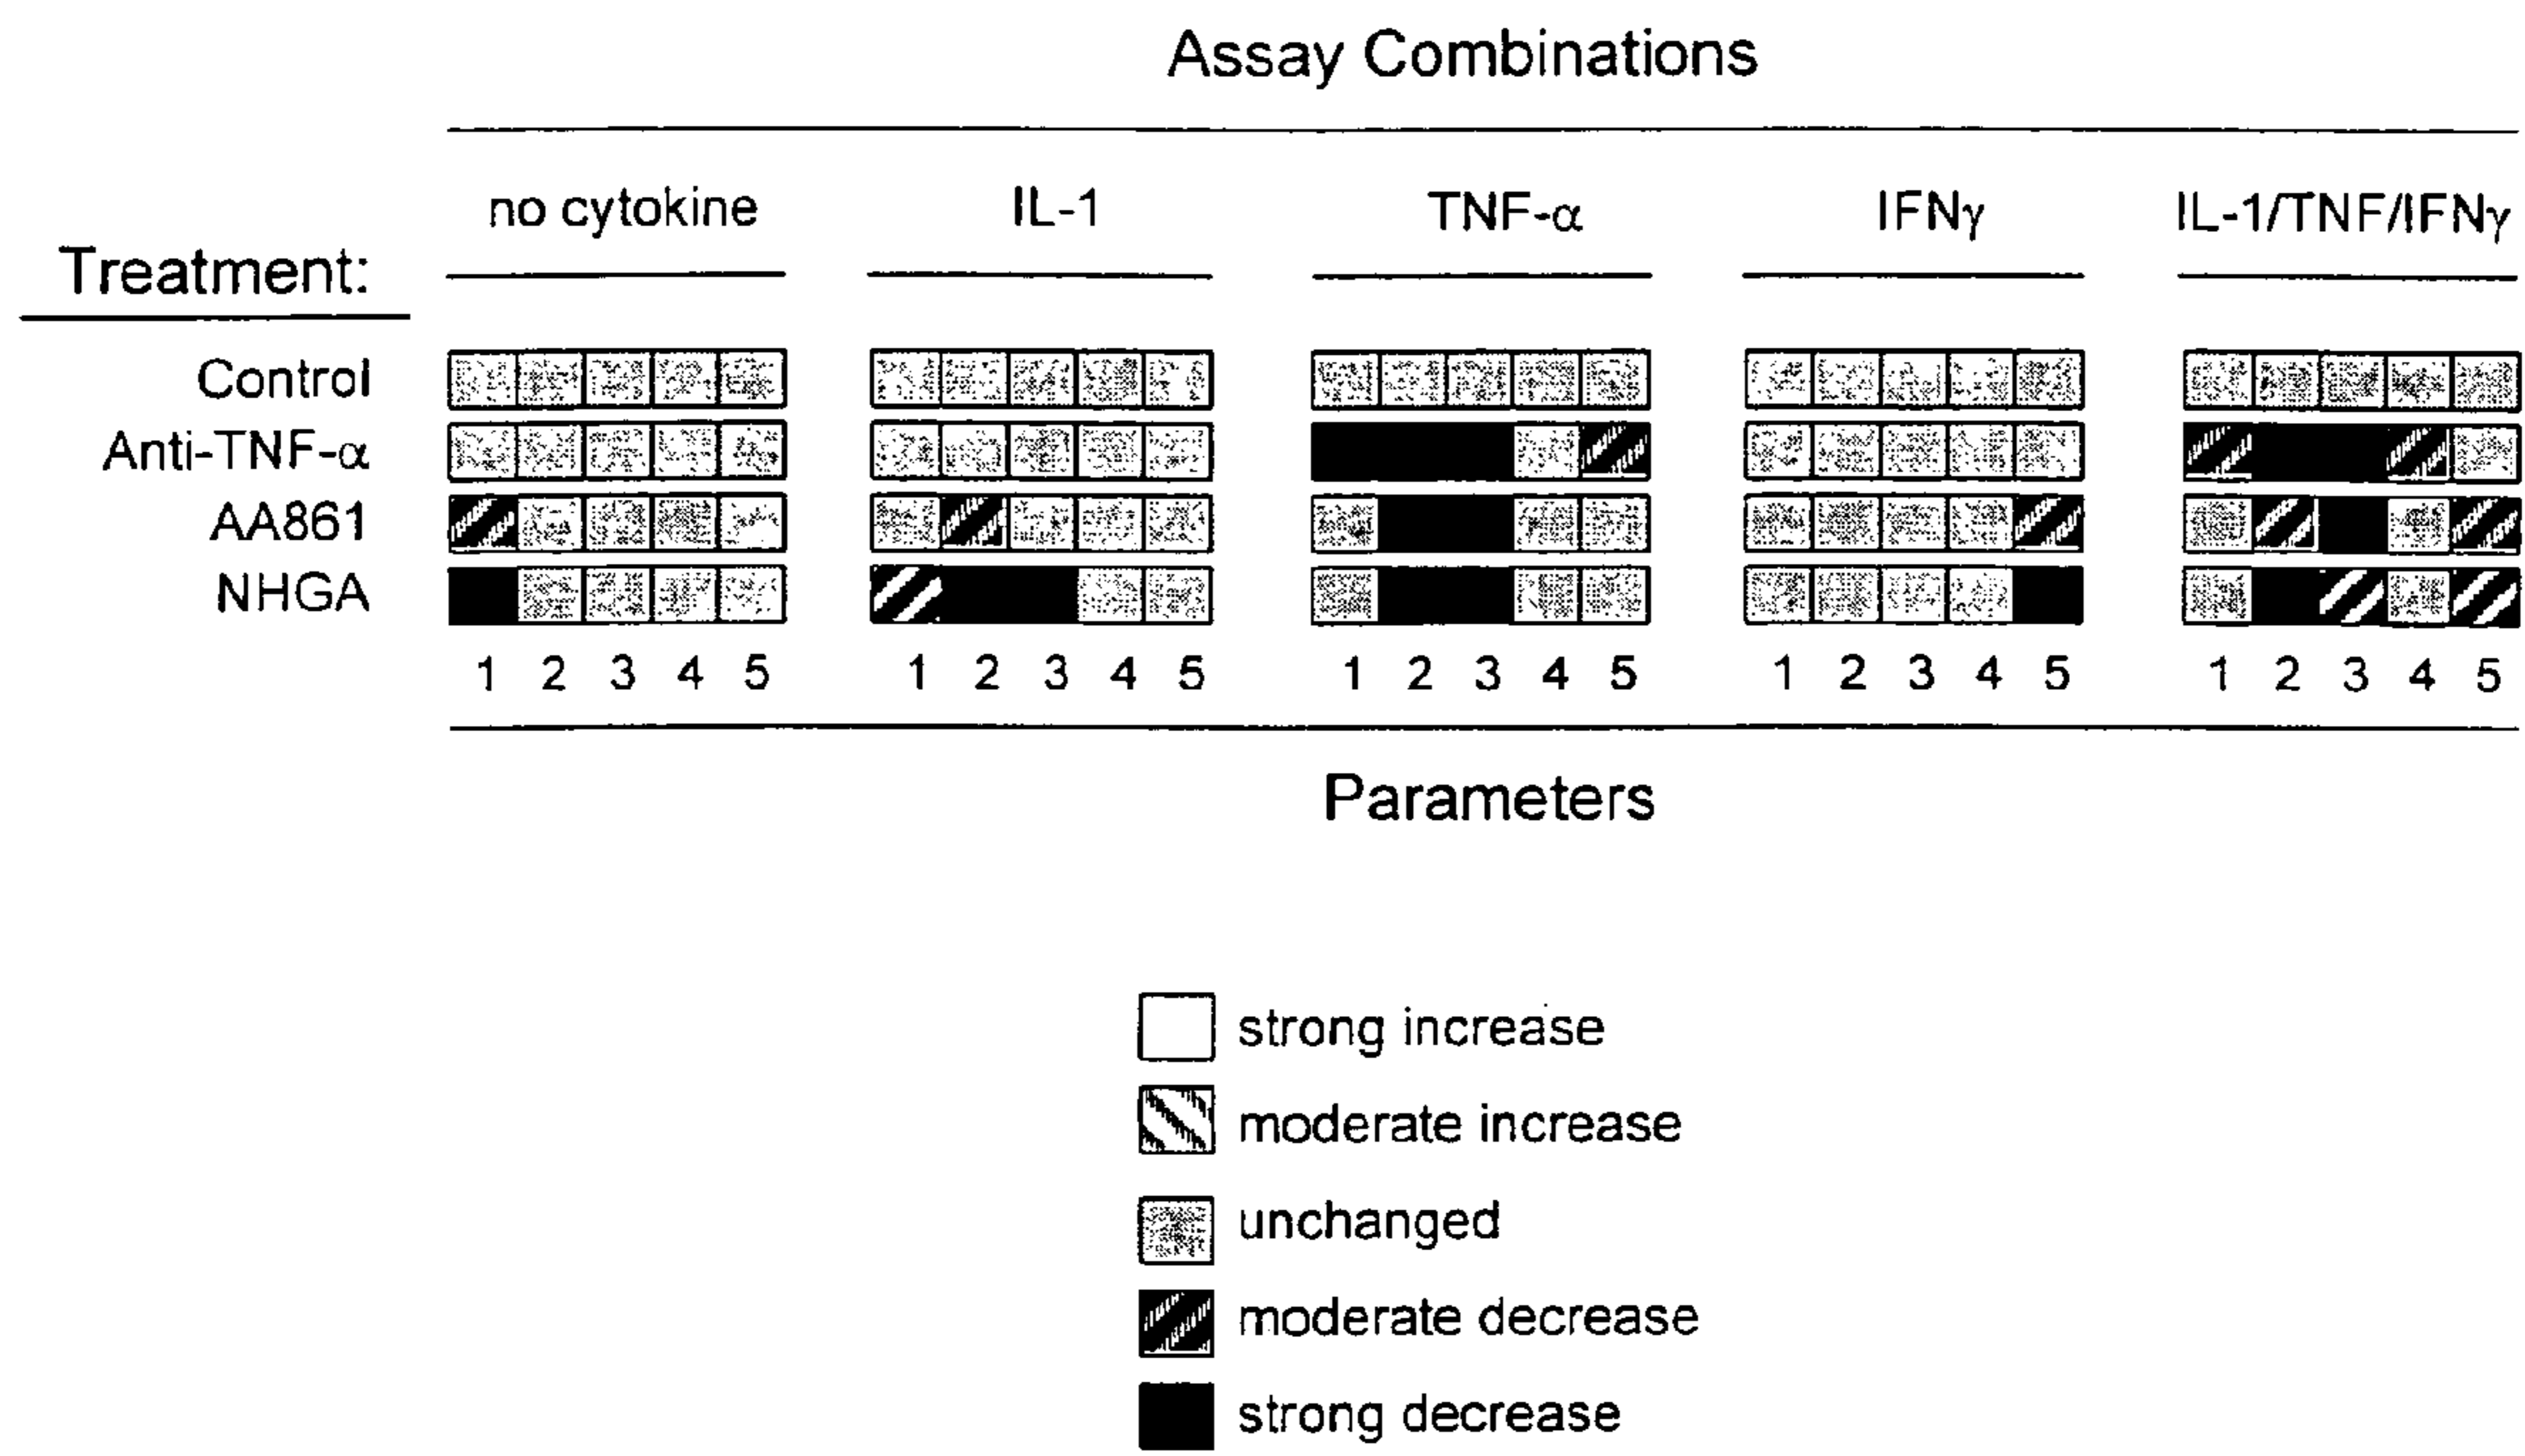 Assay Combinations
no cytokine IL-1 TNF-α IFNγ IL-1/TNF/IFNγ
Treatment:
Control
Anti-TNF-α
AA861
NHGA
1 2 3 4 5 1 2 3 4 5 1 2 3 4 5 1 2 3 4 5 1 2 3 4 5
Parameters
strong increase
moderate increase
unchanged
moderate decrease
strong decrease